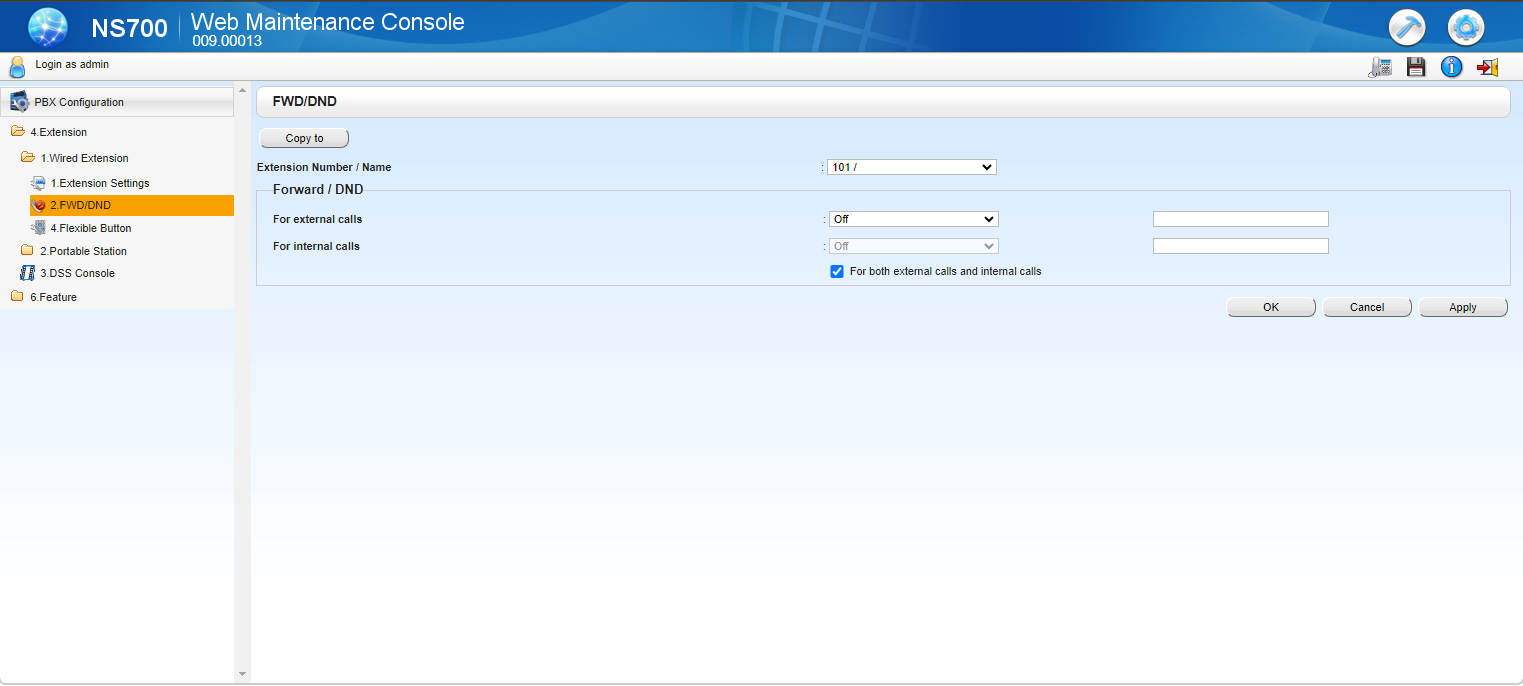 NS700
Web Maintenance Console
009.00013
Login as admin
PBX Configuration
4.Extension
1.Wired Extension
1.Extension Settings
2.FWD/DND
4.Flexible Button
2.Portable Station
3.DSS Console
6.Feature
FWD/DND
Copy to
Extension Number / Name : 101 /
Forward / DND
For external calls : Off
For internal calls : Off
For both external calls and internal calls
OK Cancel Apply